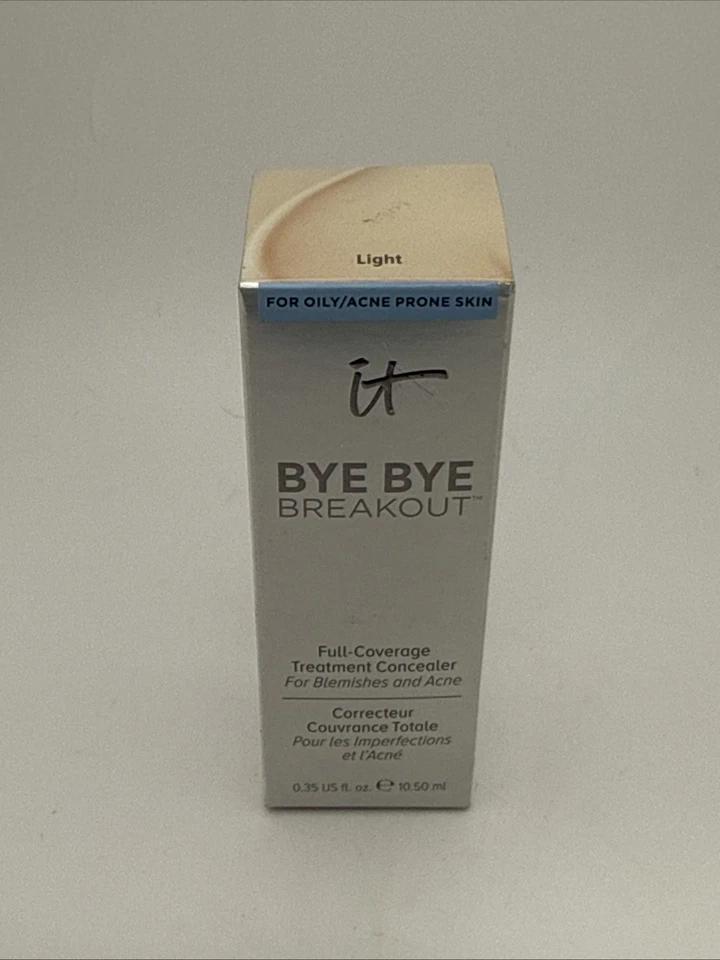 Light
FOR OILY/ACNE PRONE SKIN
it
BYE BYE
BREAKOUT™
Full-Coverage
Treatment Concealer
For Blemishes and Acne
Correcteur
Couvrance Totale
Pour les Imperfections
et l'Acné
0.35 US fl. oz. ℮ 10.50 ml